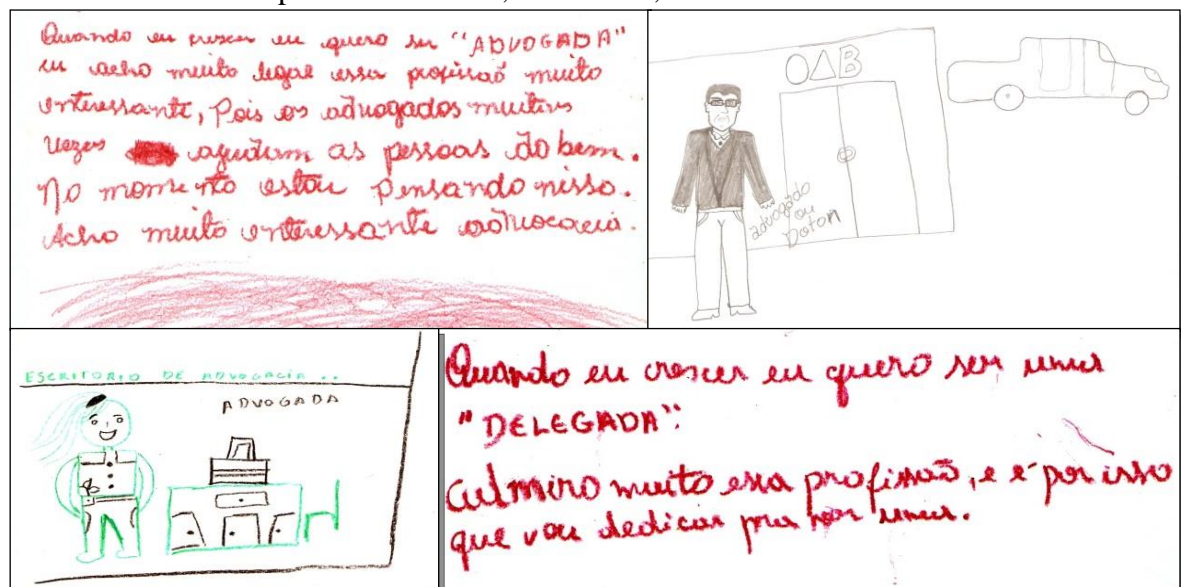 Quando eu crescer eu quero ser "ADVOGADA"
eu acho muito legal essa profissaõ muito
interessante, Pois os advogados muitas
vezes ajudam as pessoas do bem.
No momento estou pensando nisso.
Acho muito interessante advocacia.
OAB
advogado
ou
ESCRITORIO DE ADVOGACIA..
ADVOGADA
Quando eu crescer eu quero ser uma
"DELEGADA":
admiro muito essa profissaõ, e é por isso
que vou dedicar pra ser uma.